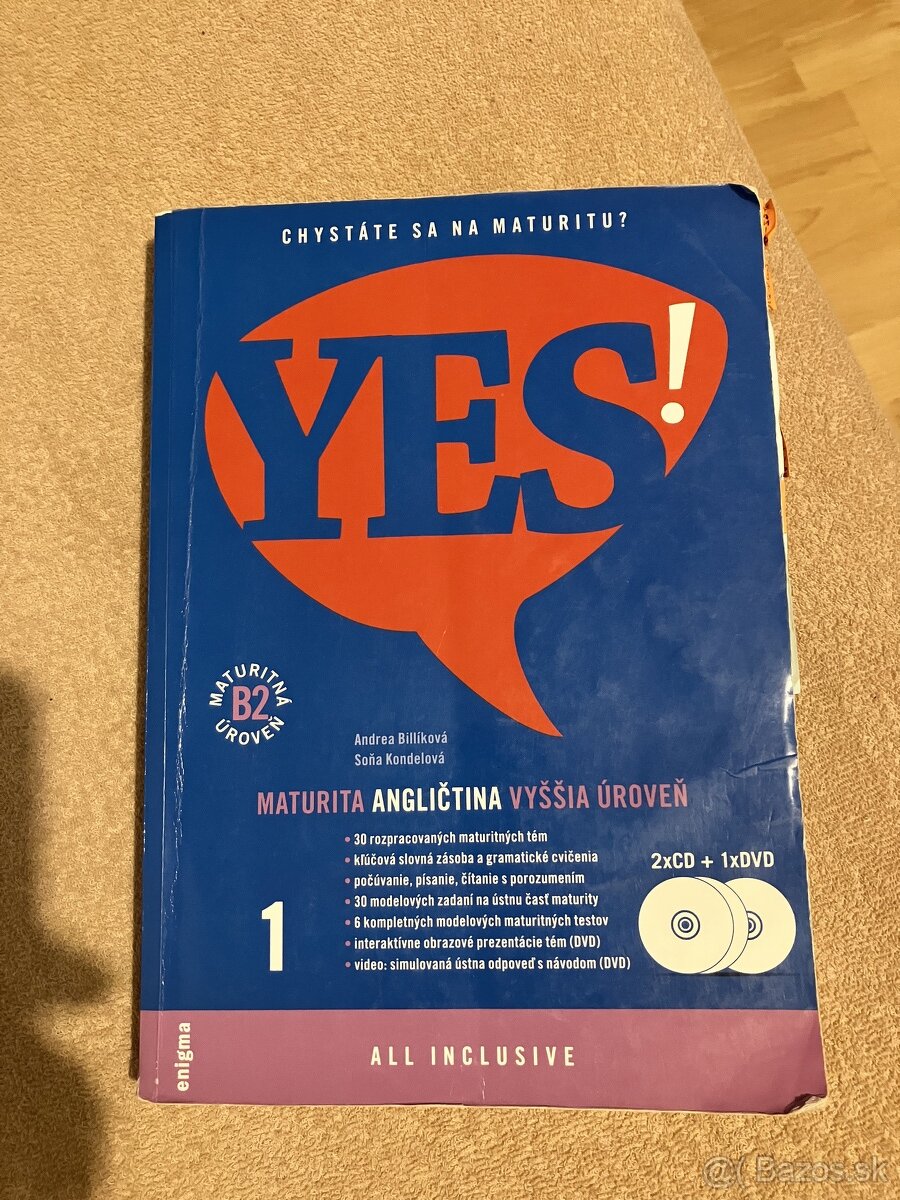 CHYSTÁTE SA NA MATURITU?
YES!
MATURITNÁ
B2
ÚROVEŇ
Andrea Billíková
Soňa Kondelová
MATURITA ANGLIČTINA VYŠŠIA ÚROVEŇ
• 30 rozpracovaných maturitných tém
• kľúčová slovná zásoba a gramatické cvičenia
• počúvanie, písanie, čítanie s porozumením
• 30 modelových zadaní na ústnu časť maturity
• 6 kompletných modelových maturitných testov
• interaktívne obrazové prezentácie tém (DVD)
• video: simulovaná ústna odpoveď s návodom (DVD)
2xCD + 1xDVD
1
enigma
ALL INCLUSIVE
Bazos.sk